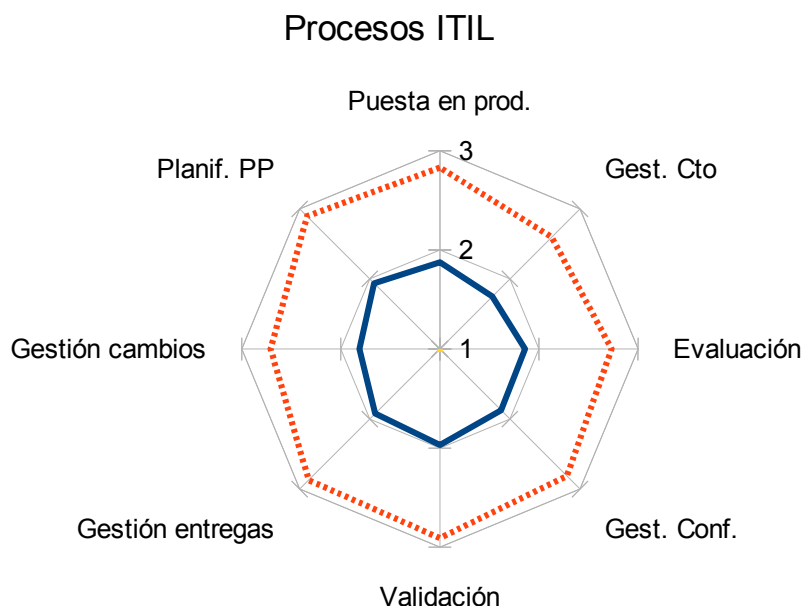 Procesos ITIL
Puesta en prod.
Planif. PP
3
Gest. Cto
2
Gestión cambios
1
Evaluación
Gestión entregas
Gest. Conf.
Validación